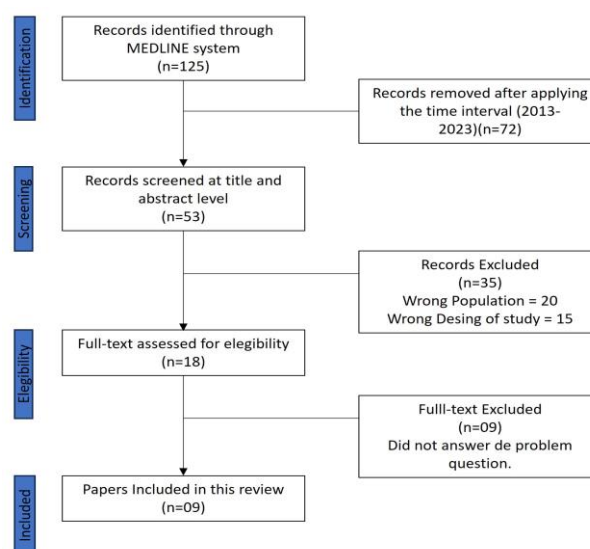 Identification
Records identified through
MEDLINE system
(n=125)
Records removed after applying
the time interval (2013-
2023)(n=72)
Screening
Records screened at title and
abstract level
(n=53)
Records Excluded
(n=35)
Wrong Population = 20
Wrong Desing of study = 15
Elegibility
Full-text assessed for elegibility
(n=18)
Fulll-text Excluded
(n=09)
Did not answer de problem
question.
Included
Papers Included in this review
(n=09)